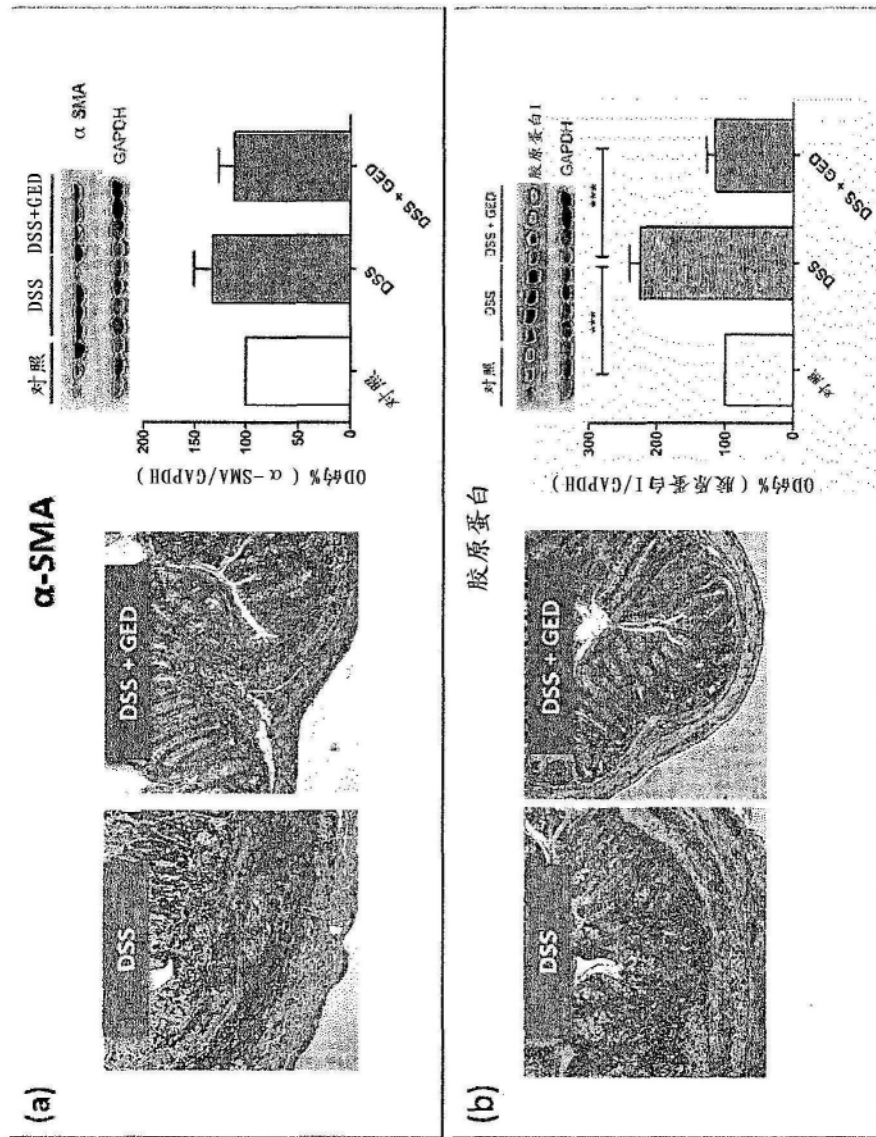 (a)
α-SMA
DSS
DSS + GED
对照 DSS DSS+GED
α SMA
GAPDH
OD的% ( α-SMA/GAPDH )
200
150
100
50
0
对照
DSS
DSS + GED
(b)
胶原蛋白
DSS
DSS + GED
对照 DSS DSS + GED
胶原蛋白I
GAPDH
OD的% ( 胶原蛋白I/GAPDH )
300
200
100
0
***
***
对照
DSS
DSS + GED